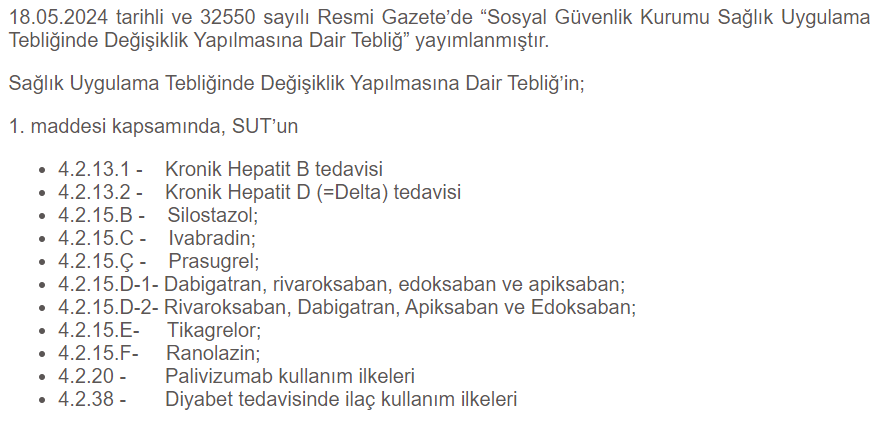 18.05.2024 tarihli ve 32550 sayılı Resmi Gazete’de “Sosyal Güvenlik Kurumu Sağlık Uygulama
Tebliğinde Değişiklik Yapılmasına Dair Tebliğ” yayımlanmıştır.
Sağlık Uygulama Tebliğinde Değişiklik Yapılmasına Dair Tebliğ’in;
1. maddesi kapsamında, SUT’un
• 4.2.13.1 - Kronik Hepatit B tedavisi
• 4.2.13.2 - Kronik Hepatit D (=Delta) tedavisi
• 4.2.15.B - Silostazol;
• 4.2.15.C - Ivabradin;
• 4.2.15.Ç - Prasugrel;
• 4.2.15.D-1- Dabigatran, rivaroksaban, edoksaban ve apiksaban;
• 4.2.15.D-2- Rivaroksaban, Dabigatran, Apiksaban ve Edoksaban;
• 4.2.15.E- Tikagrelor;
• 4.2.15.F- Ranolazin;
• 4.2.20 - Palivizumab kullanım ilkeleri
• 4.2.38 - Diyabet tedavisinde ilaç kullanım ilkeleri